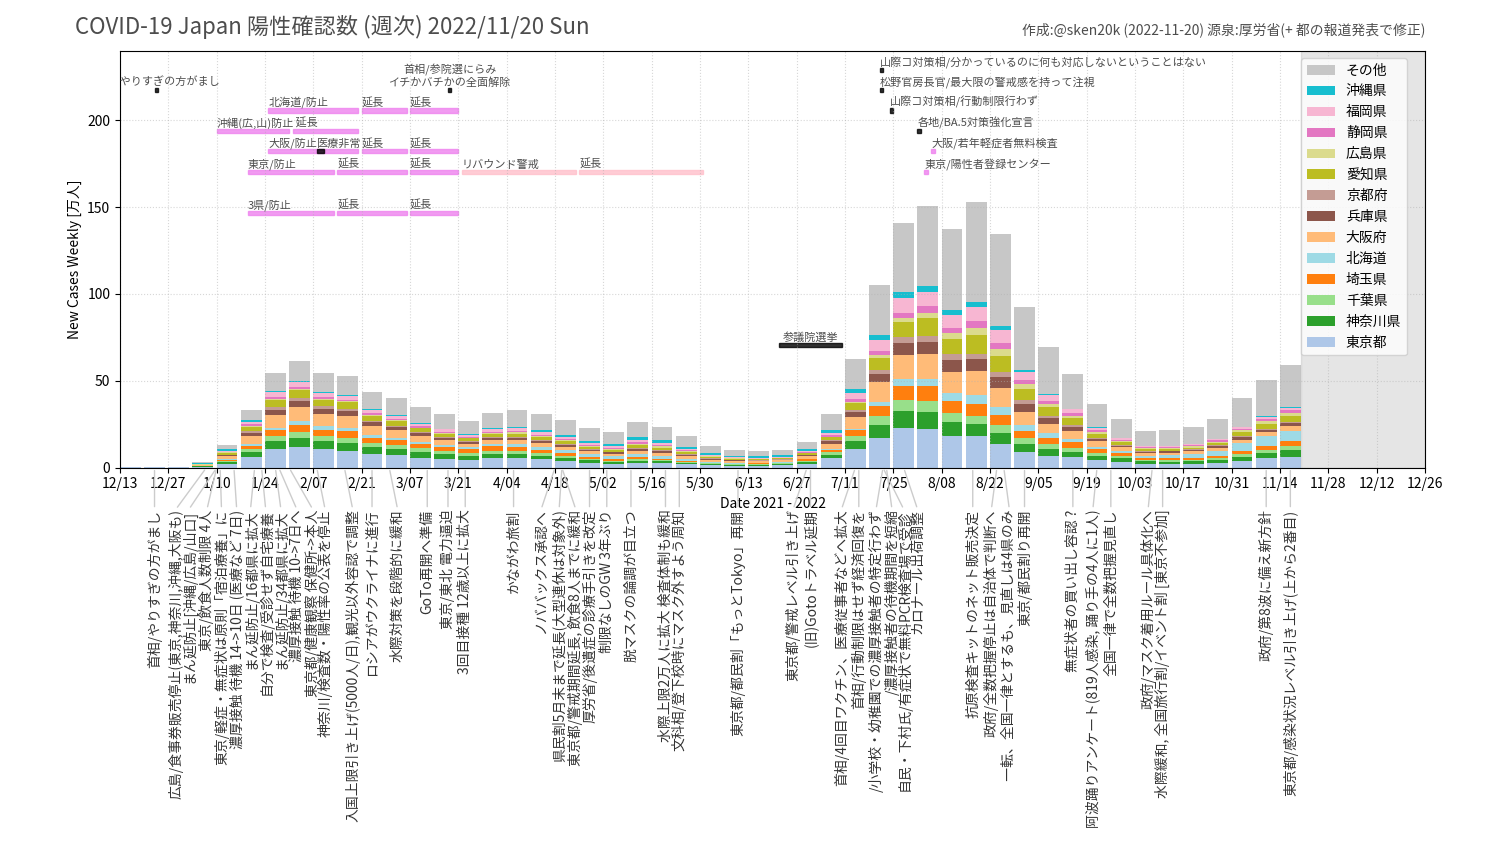 COVID-19 Japan 陽性確認数 (週次) 2022/11/20 Sun
作成:@sken20k (2022-11-20) 源泉:厚労省(+ 都の報道発表で修正)
首相/参院選にらみ
イチかバチかの全面解除
やりすぎの方がまし
北海道/防止 延長 延長
沖縄(広,山)防止 延長
大阪/防止医療非常 延長 延長
東京/防止 延長 延長 リバウンド警戒 延長
3県/防止 延長 延長
参議院選挙
山際コ対策相/分かっているのに何も対応しないということはない
松野官房長官/最大限の警戒感を持って注視
山際コ対策相/行動制限行わず
各地/BA.5対策強化宣言
大阪/若年軽症者無料検査
東京/陽性者登録センター
その他
沖縄県
福岡県
静岡県
広島県
愛知県
京都府
兵庫県
大阪府
北海道
埼玉県
千葉県
神奈川県
東京都
New Cases Weekly [万人]
200
150
100
50
0
12/13 12/27 1/10 1/24 2/07 2/21 3/07 3/21 4/04 4/18 5/02 5/16 5/30 6/13 6/27 7/11 7/25 8/08 8/22 9/05 9/19 10/03 10/17 10/31 11/14 11/28 12/12 12/26
Date 2021 - 2022
首相/やりすぎの方がまし
広島/食事券販売停止(東京,神奈川,沖縄,大阪も)
まん延防止[沖縄/広島/山口]
東京/飲食人数制限 4人
東京/軽症・無症状は原則「宿泊療養」に
濃厚接触 待機 14->10日 (医療など 7日)
まん延防止/16都県に拡大
自分で検査/受診せず自宅療養
まん延防止/34都県に拡大
濃厚接触 待機 10->7日へ
東京都/健康観察 保健所->本人
神奈川/検査数・陽性率の公表を停止
入国上限引き上げ(5000人/日),観光以外容認で調整
ロシアがウクライナに進行
水際対策を段階的に緩和
GoTo再開へ準備
東京/東北 電力逼迫
3回目接種 12歳以上に拡大
かながわ旅割
ノババックス承認へ
県民割5月末まで延長(大型連休は対象外)
東京都/警戒期間延長, 飲食8人までに緩和
厚労省/後遺症の診療手引きを改定
制限なしのGW 3年ぶり
脱マスクの論調が目立つ
水際上限2万人に拡大 検査体制も緩和
文科相/登下校時にマスク外すよう周知
東京都/都民割「もっとTokyo」再開
東京都/警戒レベル引き上げ
(旧)Gotoトラベル延期
首相/4回目ワクチン、医療従事者などへ拡大
首相/行動制限はせず経済回復を
/小学校・幼稚園での濃厚接触者の特定行わず
/濃厚接触者の待機期間を短縮
自民・下村氏/有症状で無料PCR検査場で受診
カロナール出荷調整
抗原検査キットのネット販売決定
政府/全数把握停止は自治体で判断へ
一転、全国一律とするも、見直しは4県のみ
東京/都民割り再開
無症状者の買い出し容認？
阿波踊りアンケート(819人感染, 踊り手の4人に1人)
全国一律で全数把握見直し
政府/マスク着用ルール具体化へ
水際緩和, 全国旅行割/イベント割 [東京:不参加]
政府/第8波に備え新方針
東京都/感染状況レベル引き上げ(上から2番目)